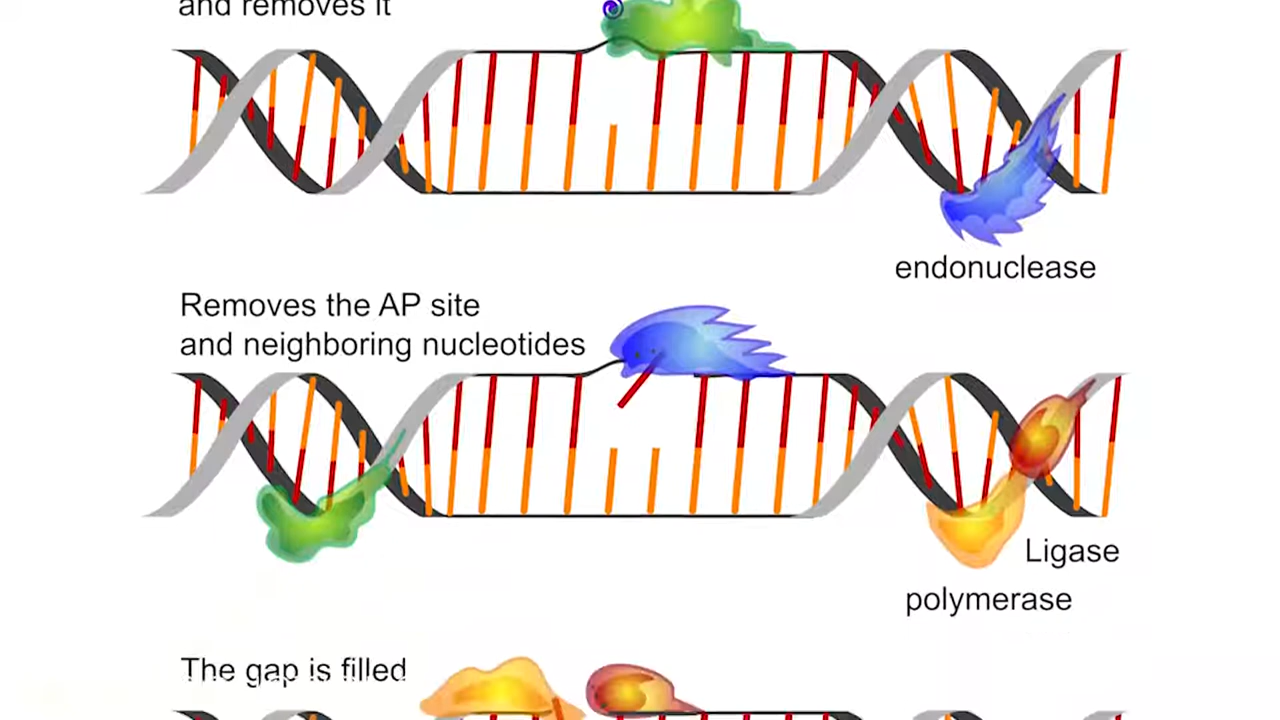 and removes it
endonuclease
Removes the AP site
and neighboring nucleotides
Ligase
polymerase
The gap is filled